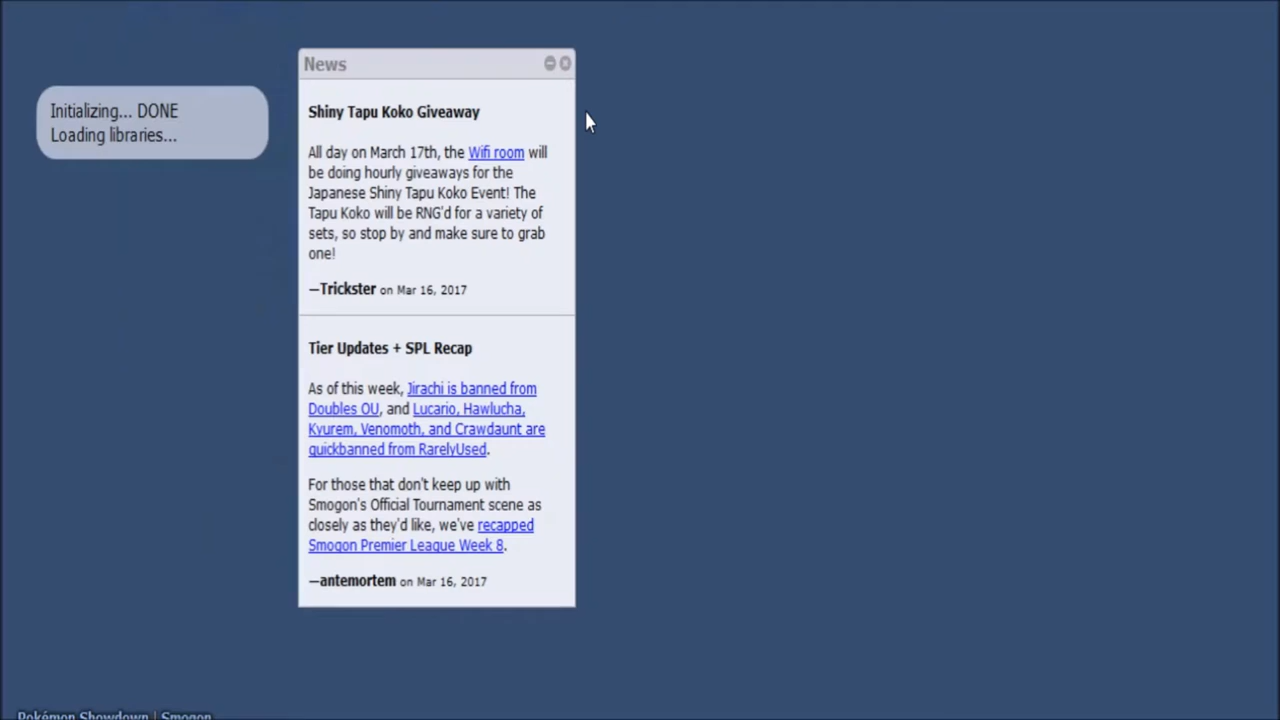 Initializing... DONE
Loading libraries...
News
Shiny Tapu Koko Giveaway
All day on March 17th, the Wifi room will
be doing hourly giveaways for the
Japanese Shiny Tapu Koko Event! The
Tapu Koko will be RNG'd for a variety of
sets, so stop by and make sure to grab
one!
—Trickster on Mar 16, 2017
Tier Updates + SPL Recap
As of this week, Jirachi is banned from
Doubles OU, and Lucario, Hawlucha,
Kyurem, Venomoth, and Crawdaunt are
quickbanned from RarelyUsed.
For those that don't keep up with
Smogon's Official Tournament scene as
closely as they'd like, we've recapped
Smogon Premier League Week 8.
—antemortem on Mar 16, 2017
Pokémon Showdown | Smogon